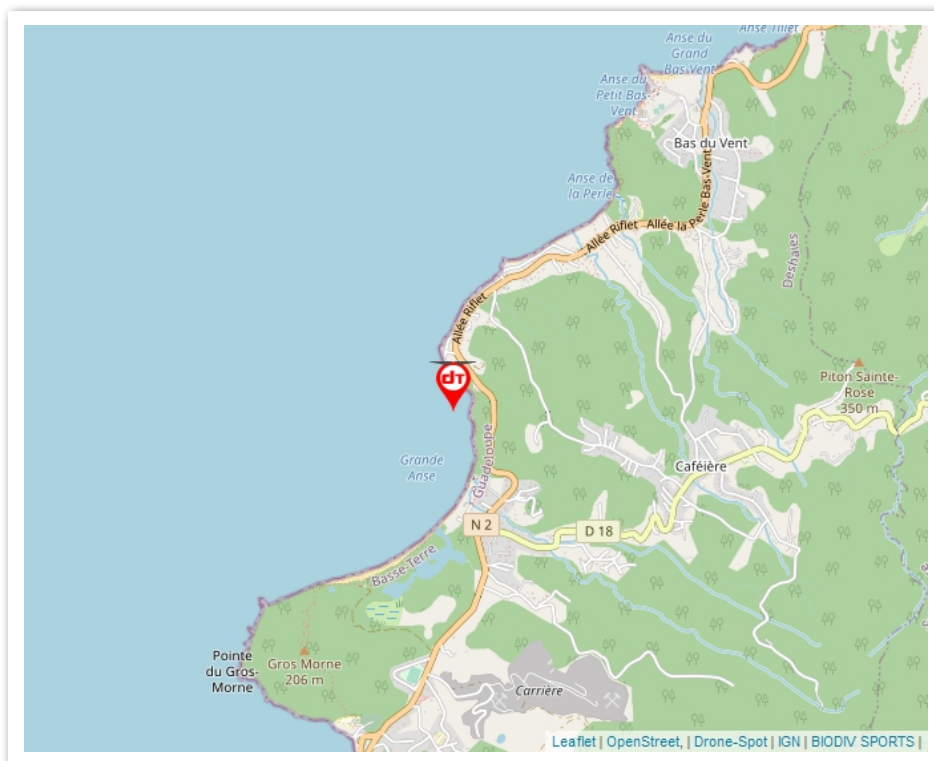 Anse Tillet
Anse du
Grand
Bas-Vent
Anse du
Petit Bas-
Vent
Bas du Vent
Anse de
la Perle
Allée Riflet
Allée la Perle
Bas-Vent
Deshaies
Allée Riflet
dT
Piton Sainte-
Rose
350 m
Guadeloupe
Grande
Anse
Caféière
N 2
D 18
Basse-Terre
Pointe
du Gros-
Morne
Gros Morne
206 m
Carrière
Leaflet | OpenStreet, | Drone-Spot | IGN | BIODIV SPORTS |